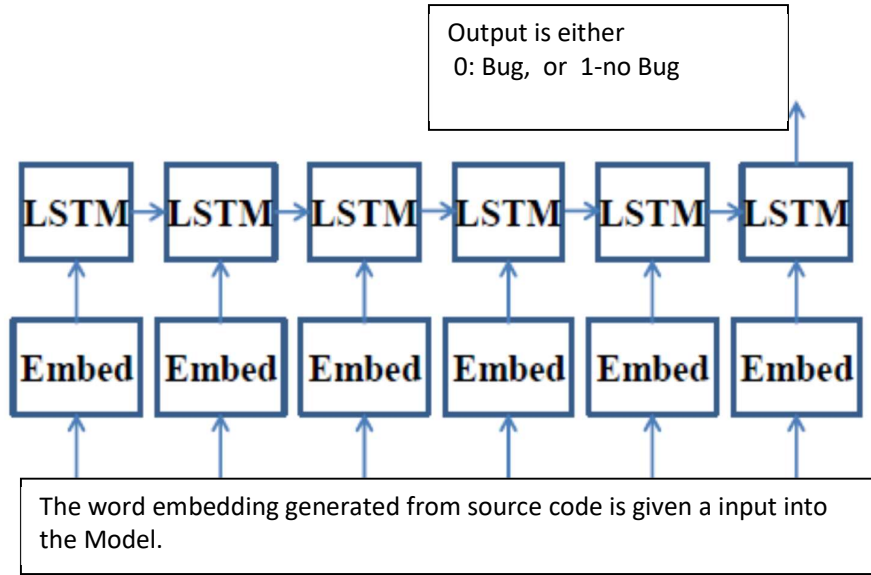 Output is either
0: Bug, or 1-no Bug
LSTM LSTM LSTM LSTM LSTM LSTM
Embed Embed Embed Embed Embed Embed
The word embedding generated from source code is given a input into
the Model.